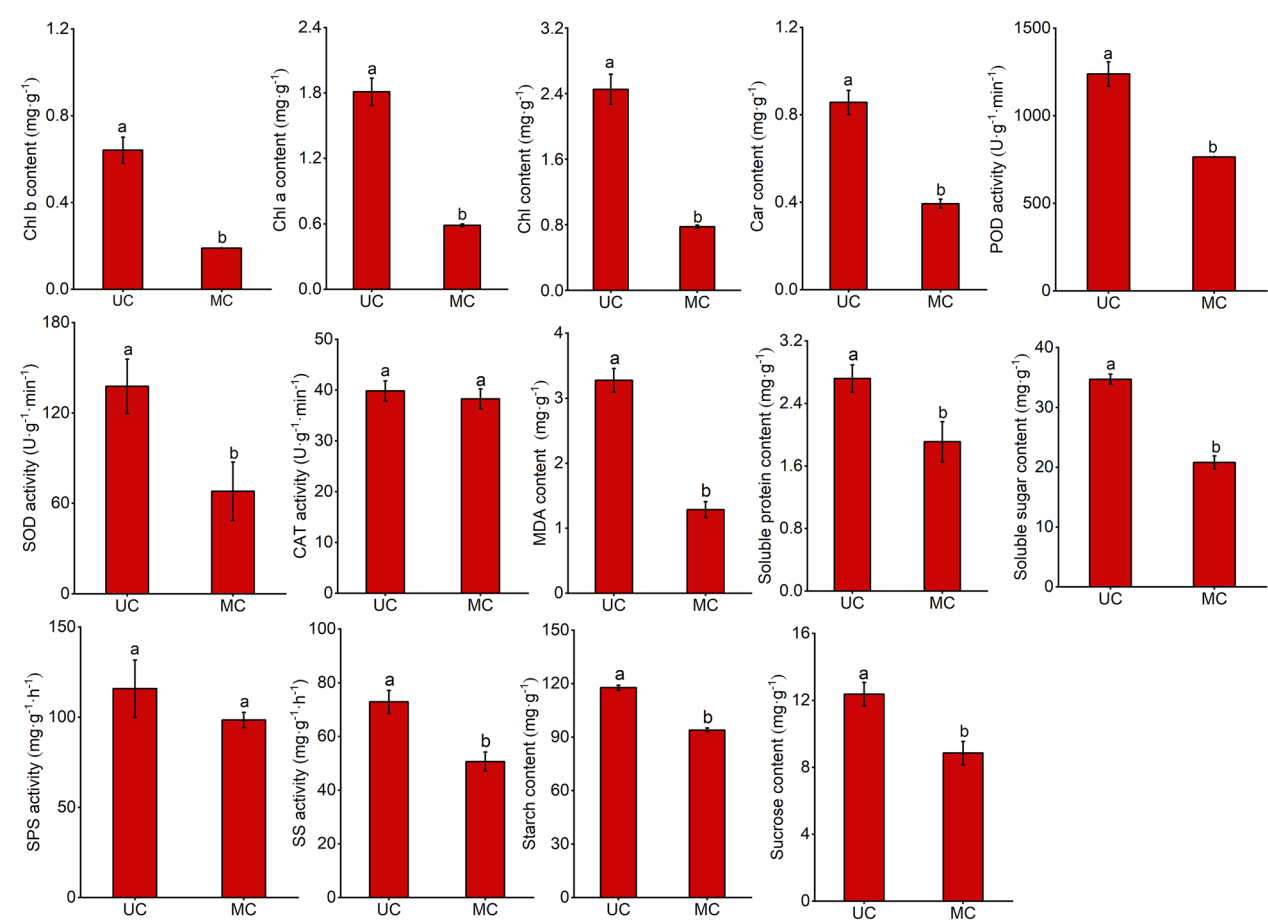 Chl b content (mg·g⁻¹)
1.2
0.8
0.4
0.0
a
b
UC MC
Chl a content (mg·g⁻¹)
2.4
1.8
1.2
0.6
0.0
a
b
UC MC
Chl content (mg·g⁻¹)
3.2
2.4
1.6
0.8
0.0
a
b
UC MC
Car content (mg·g⁻¹)
1.2
0.8
0.4
0.0
a
b
UC MC
POD activity (U·g⁻¹·min⁻¹)
1500
1000
500
0
a
b
UC MC
SOD activity (U·g⁻¹·min⁻¹)
180
120
60
0
a
b
UC MC
CAT activity (U·g⁻¹·min⁻¹)
50
40
30
20
10
0
a
a
UC MC
MDA content (mg·g⁻¹)
4
3
2
1
0
a
b
UC MC
Soluble protein content (mg·g⁻¹)
3.2
2.4
1.6
0.8
0.0
a
b
UC MC
Soluble sugar content (mg·g⁻¹)
40
30
20
10
0
a
b
UC MC
SPS activity (mg·g⁻¹·h⁻¹)
150
100
50
0
a
a
UC MC
SS activity (mg·g⁻¹·h⁻¹)
100
80
60
40
20
0
a
b
UC MC
Starch content (mg·g⁻¹)
150
120
90
60
30
0
a
b
UC MC
Sucrose content (mg·g⁻¹)
16
12
8
4
0
a
b
UC MC